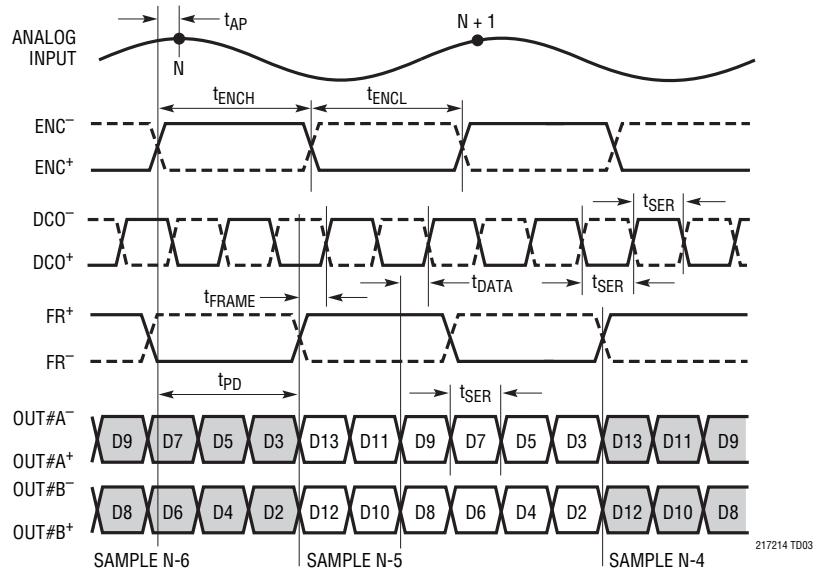 t_AP
N + 1
ANALOG
INPUT
N
t_ENCH
t_ENCL
ENC–
ENC+
DCO–
DCO+
t_SER
t_FRAME
t_DATA
t_SER
FR+
FR–
t_PD
t_SER
OUT#A–
OUT#A+
D9 D7 D5 D3 D13 D11 D9 D7 D5 D3 D13 D11 D9
OUT#B–
OUT#B+
D8 D6 D4 D2 D12 D10 D8 D6 D4 D2 D12 D10 D8
SAMPLE N-6 SAMPLE N-5 SAMPLE N-4
217214 TD03